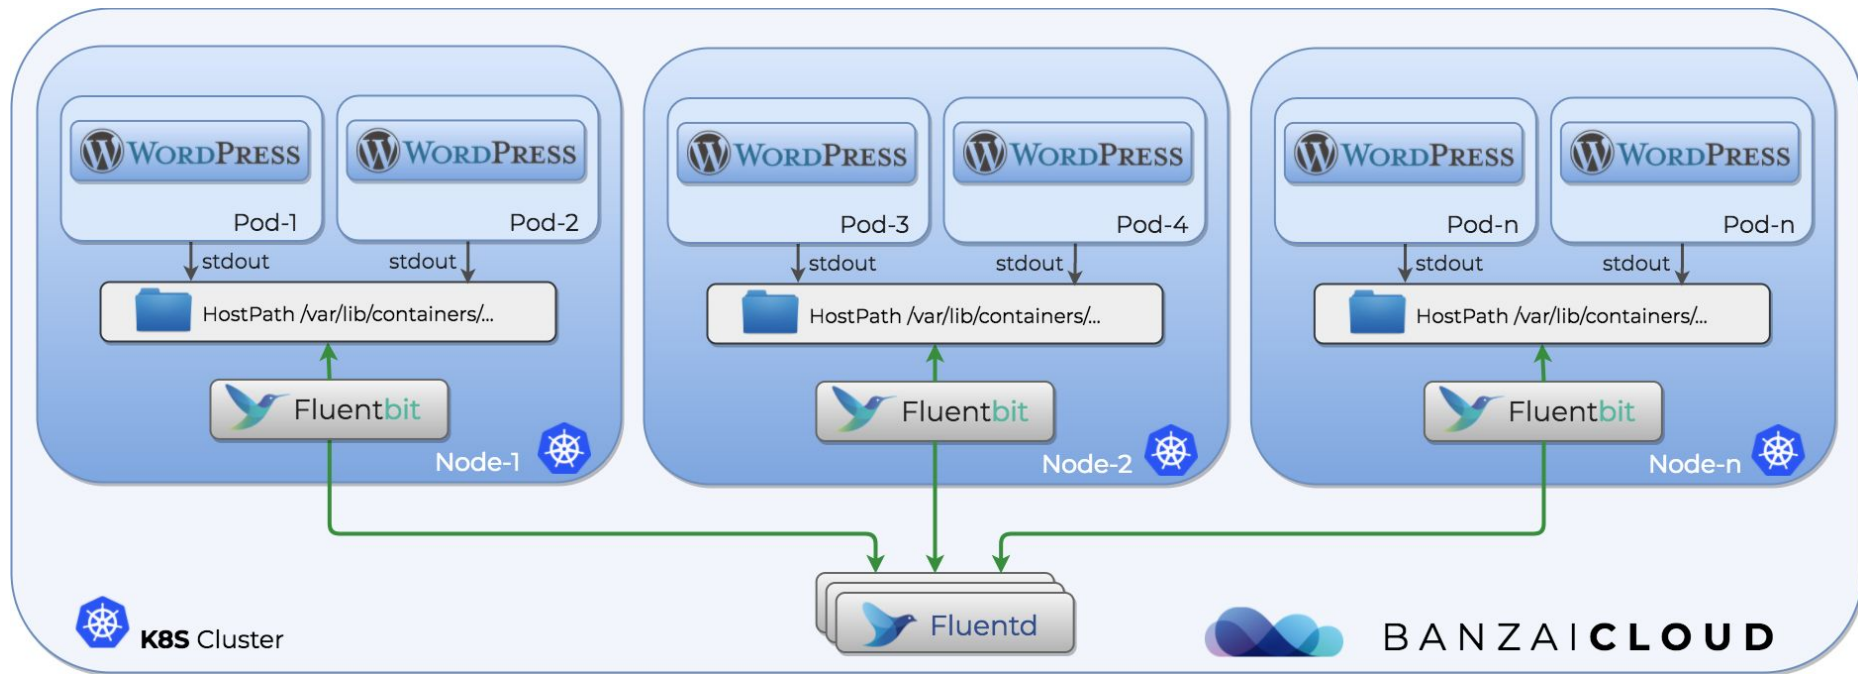 WORDPRESS
Pod-1
WORDPRESS
Pod-2
stdout
stdout
HostPath /var/lib/containers/...
Fluentbit
Node-1
WORDPRESS
Pod-3
WORDPRESS
Pod-4
stdout
stdout
HostPath /var/lib/containers/...
Fluentbit
Node-2
WORDPRESS
Pod-n
WORDPRESS
Pod-n
stdout
stdout
HostPath /var/lib/containers/...
Fluentbit
Node-n
Fluentd
K8S Cluster
BANZAICLOUD